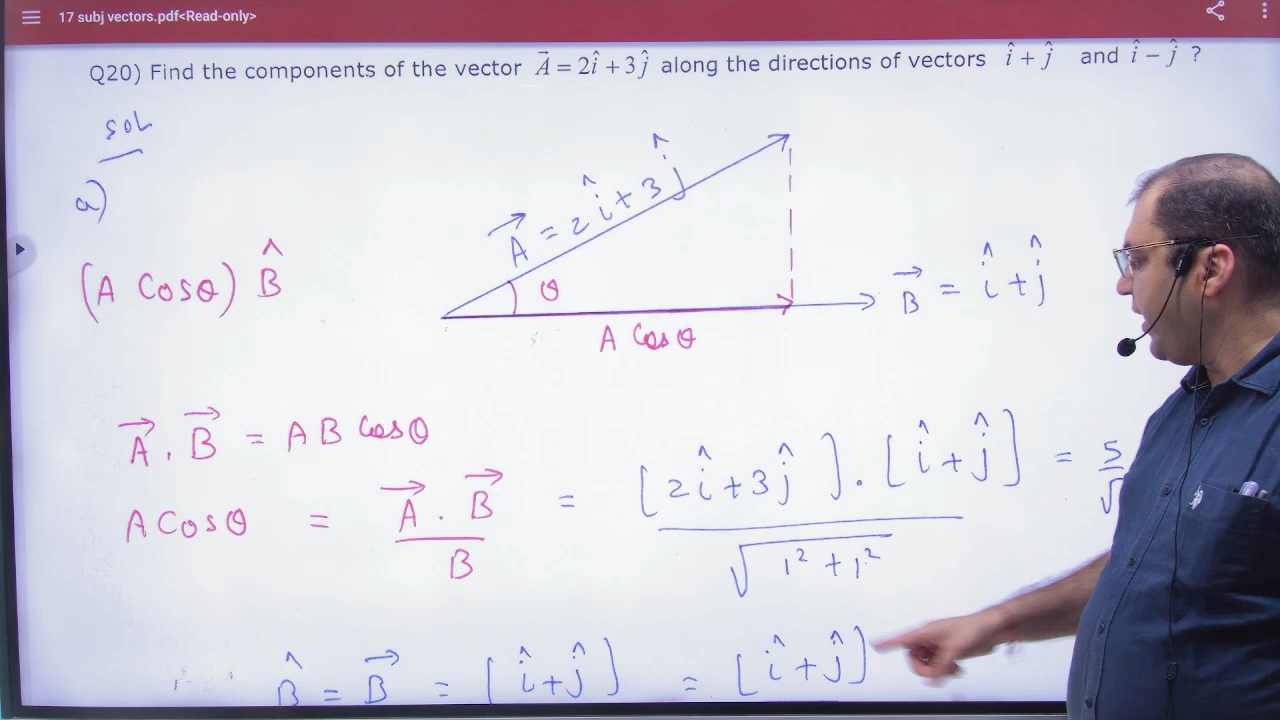 17 subj vectors.pdf<Read-only>
Q20) Find the components of the vector A⃗ = 2î + 3ĵ along the directions of vectors î + ĵ and î − ĵ ?
sol
a)
A⃗ = 2î + 3ĵ
(A Cosθ) B̂
θ
B⃗ = î + ĵ
A Cosθ
A⃗ . B⃗ = A B Cosθ
A Cosθ = A⃗ . B⃗ / B = [2î + 3ĵ] . [î + ĵ] / √1² + 1² = 5 / √
B̂ = B⃗ = [î + ĵ] = [î + ĵ]